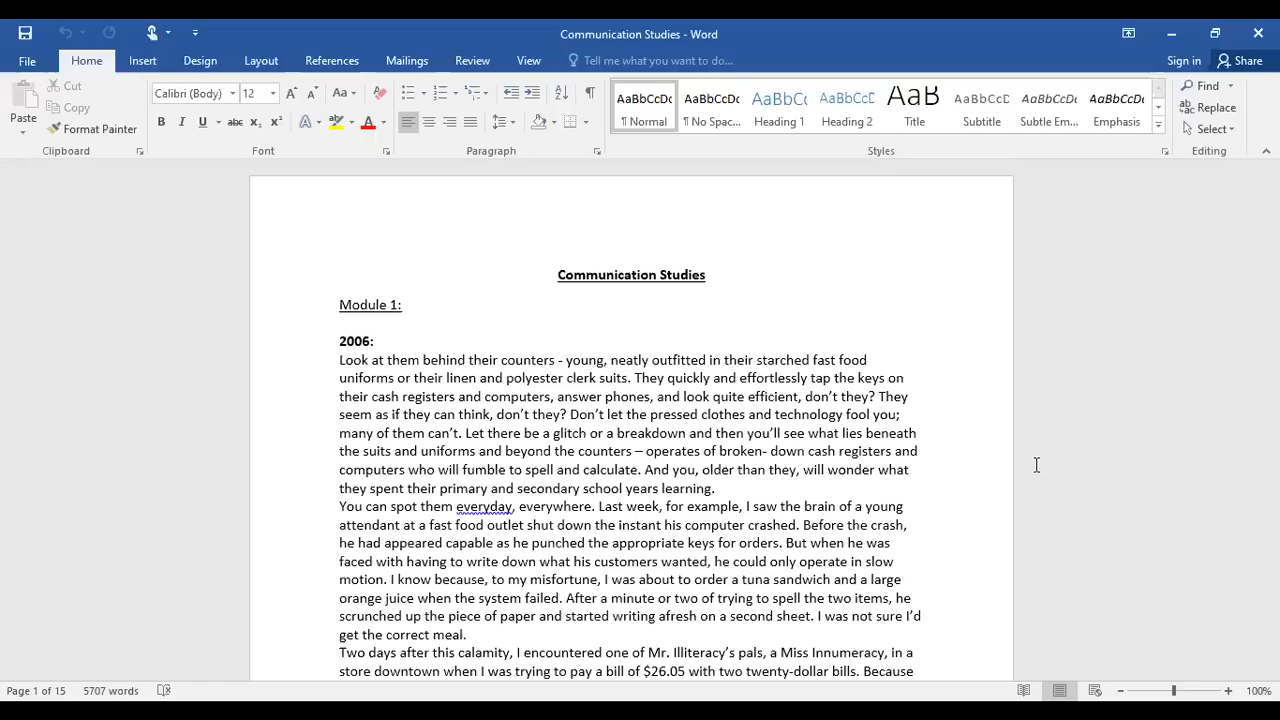 Communication Studies - Word
File Home Insert Design Layout References Mailings Review View Tell me what you want to do... Sign in Share
Paste
Cut
Copy
Format Painter
Clipboard
Calibri (Body) 12
Font
Paragraph
AaBbCcDc AaBbCcDc AaBbCc AaBbCcD AaB AaBbCcD AaBbCcDc AaBbCcDc
¶ Normal ¶ No Spac... Heading 1 Heading 2 Title Subtitle Subtle Em... Emphasis
Styles
Find
Replace
Select
Editing
Communication Studies
Module 1:
2006:
Look at them behind their counters - young, neatly outfitted in their starched fast food
uniforms or their linen and polyester clerk suits. They quickly and effortlessly tap the keys on
their cash registers and computers, answer phones, and look quite efficient, don’t they? They
seem as if they can think, don’t they? Don’t let the pressed clothes and technology fool you;
many of them can’t. Let there be a glitch or a breakdown and then you’ll see what lies beneath
the suits and uniforms and beyond the counters – operates of broken- down cash registers and
computers who will fumble to spell and calculate. And you, older than they, will wonder what
they spent their primary and secondary school years learning.
You can spot them everyday, everywhere. Last week, for example, I saw the brain of a young
attendant at a fast food outlet shut down the instant his computer crashed. Before the crash,
he had appeared capable as he punched the appropriate keys for orders. But when he was
faced with having to write down what his customers wanted, he could only operate in slow
motion. I know because, to my misfortune, I was about to order a tuna sandwich and a large
orange juice when the system failed. After a minute or two of trying to spell the two items, he
scrunched up the piece of paper and started writing afresh on a second sheet. I was not sure I’d
get the correct meal.
Two days after this calamity, I encountered one of Mr. Illiteracy’s pals, a Miss Innumeracy, in a
store downtown when I was trying to pay a bill of $26.05 with two twenty-dollar bills. Because
Page 1 of 15 5707 words 100%